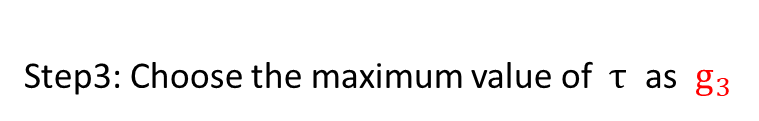 Step3: Choose the maximum value of τ as g₃